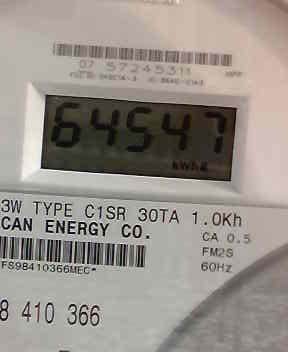 07 57245311
64547
kWhR
3W TYPE C1SR 30TA 1.0Kh
CAN ENERGY CO.
CA 0.5
FM2S
FS98410366MEC*
60Hz
8 410 366